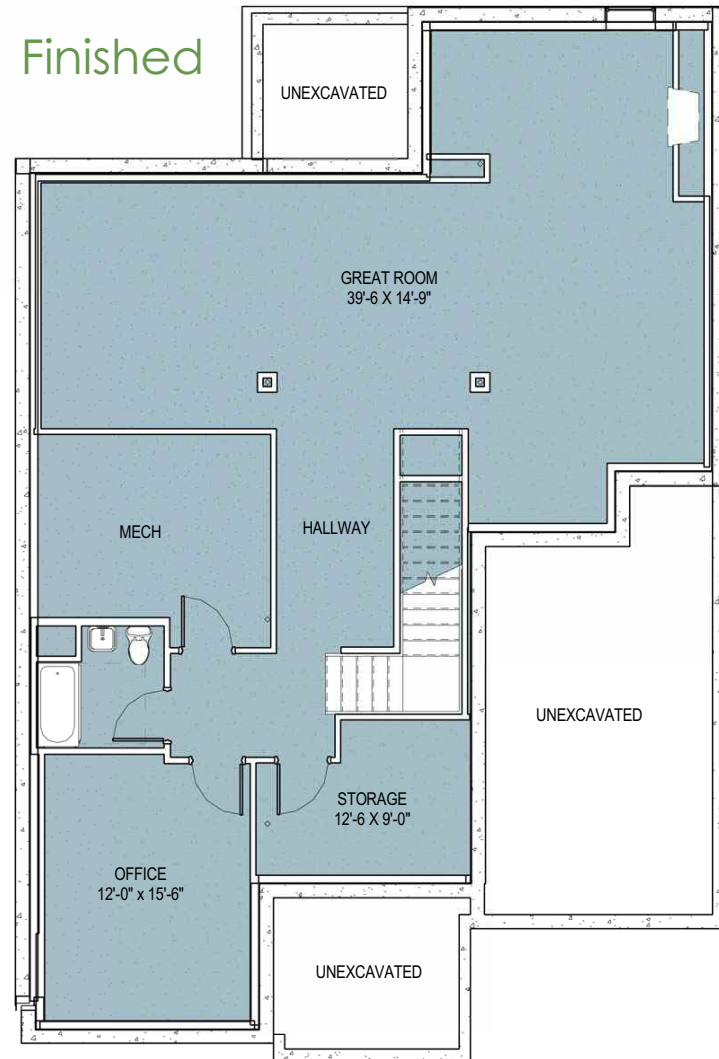 Finished
UNEXCAVATED
GREAT ROOM
39'-6 X 14'-9"
MECH
HALLWAY
UNEXCAVATED
STORAGE
12'-6 X 9'-0"
OFFICE
12'-0" x 15'-6"
UNEXCAVATED